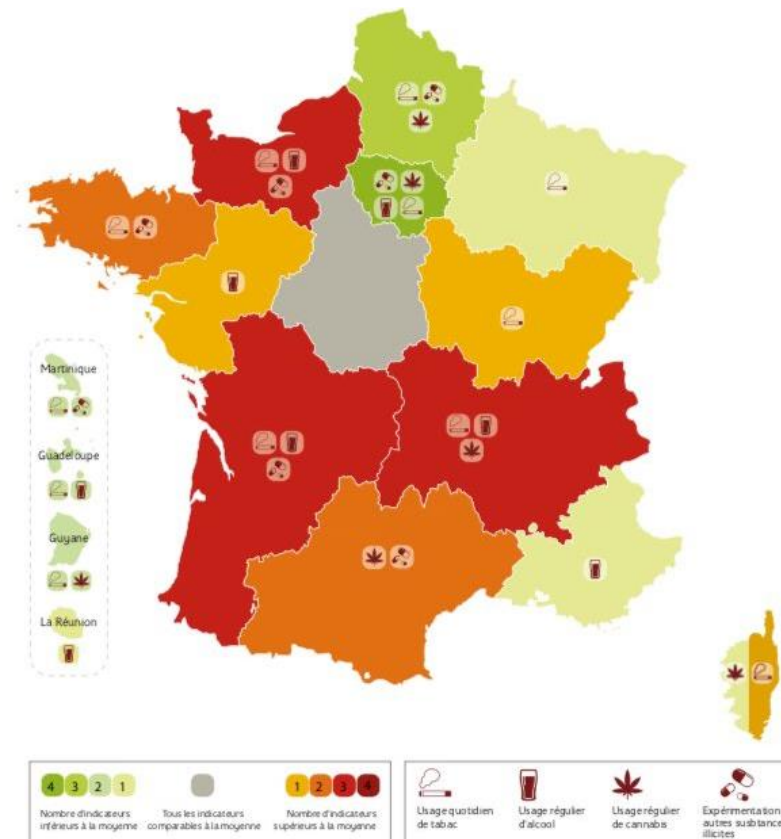 Martinique
Guadeloupe
Guyane
La Réunion
4 3 2 1
1 2 3 4
Nombre d'indicateurs
inférieurs à la moyenne
Tous les indicateurs
comparables à la moyenne
Nombre d'indicateurs
supérieurs à la moyenne
Usage quotidien
de tabac
Usage régulier
d'alcool
Usage régulier
de cannabis
Expérimentation
autres susbtance
illicites